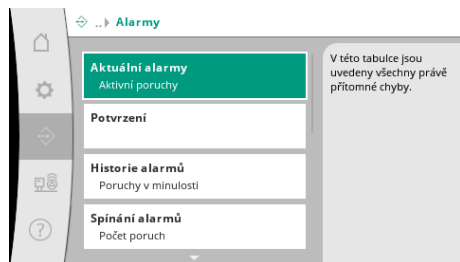 .. Alarmy
Aktuální alarmy
Aktivní poruchy
Potvrzení
Historie alarmů
Poruchy v minulosti
Spínání alarmů
Počet poruch
V této tabulce jsou
uvedeny všechny právě
přítomné chyby.
?